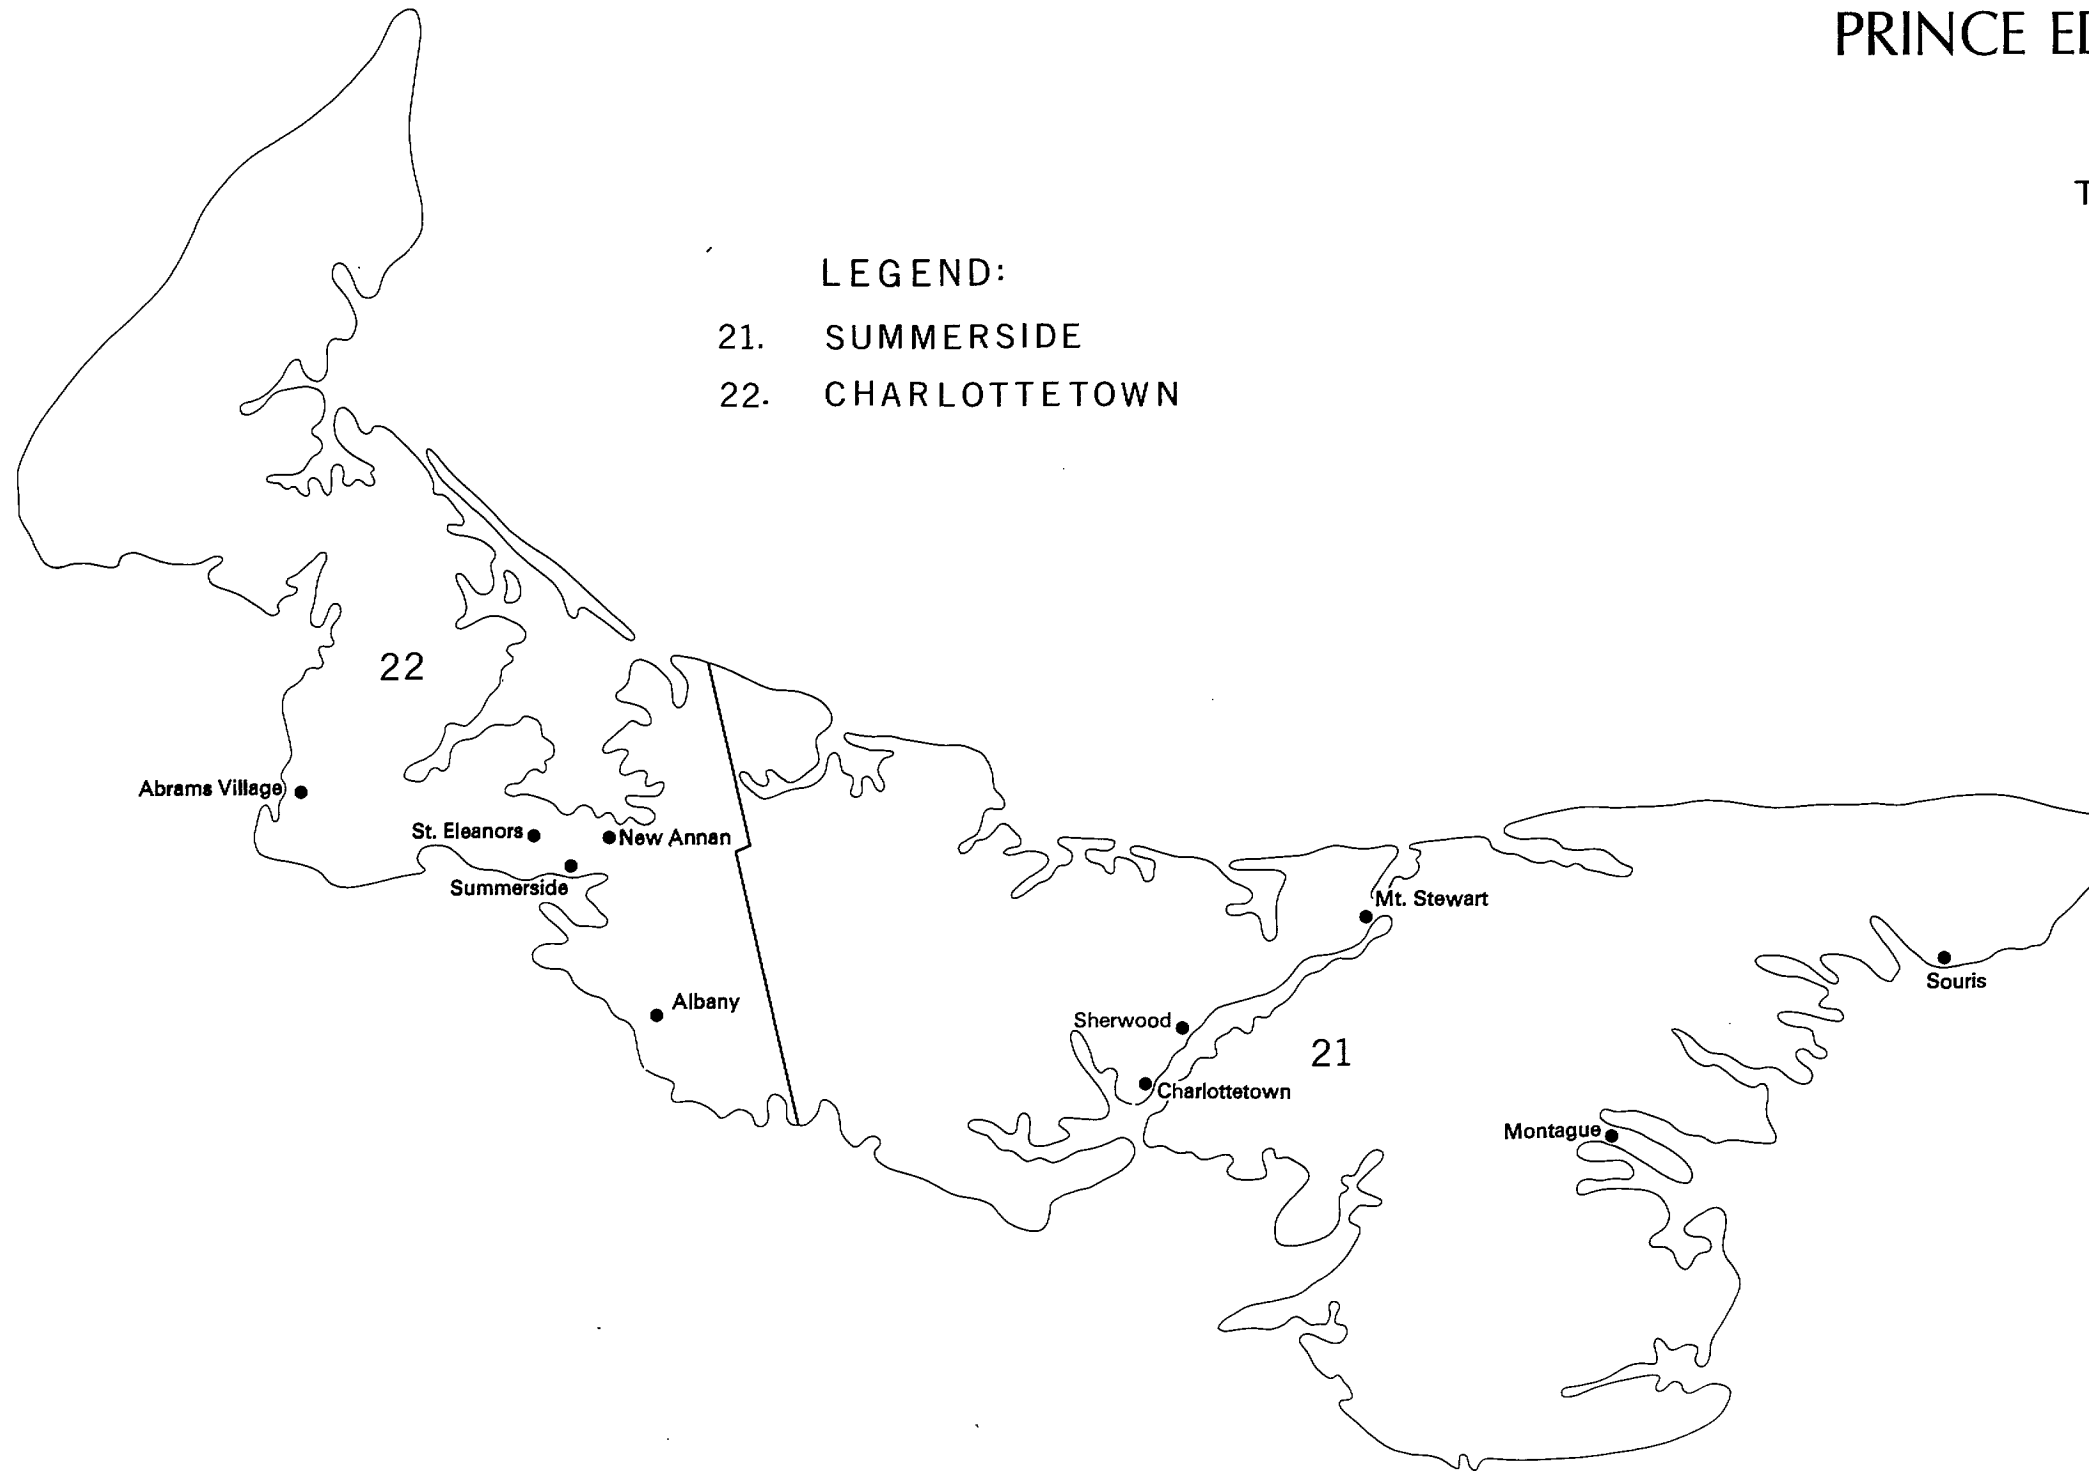 PRINCE ED
T
LEGEND:
21. SUMMERSIDE
22. CHARLOTTETOWN
22
Abrams Village
St. Eleanors
New Annan
Summerside
Mt. Stewart
Souris
Albany
Sherwood
21
Charlottetown
Montague